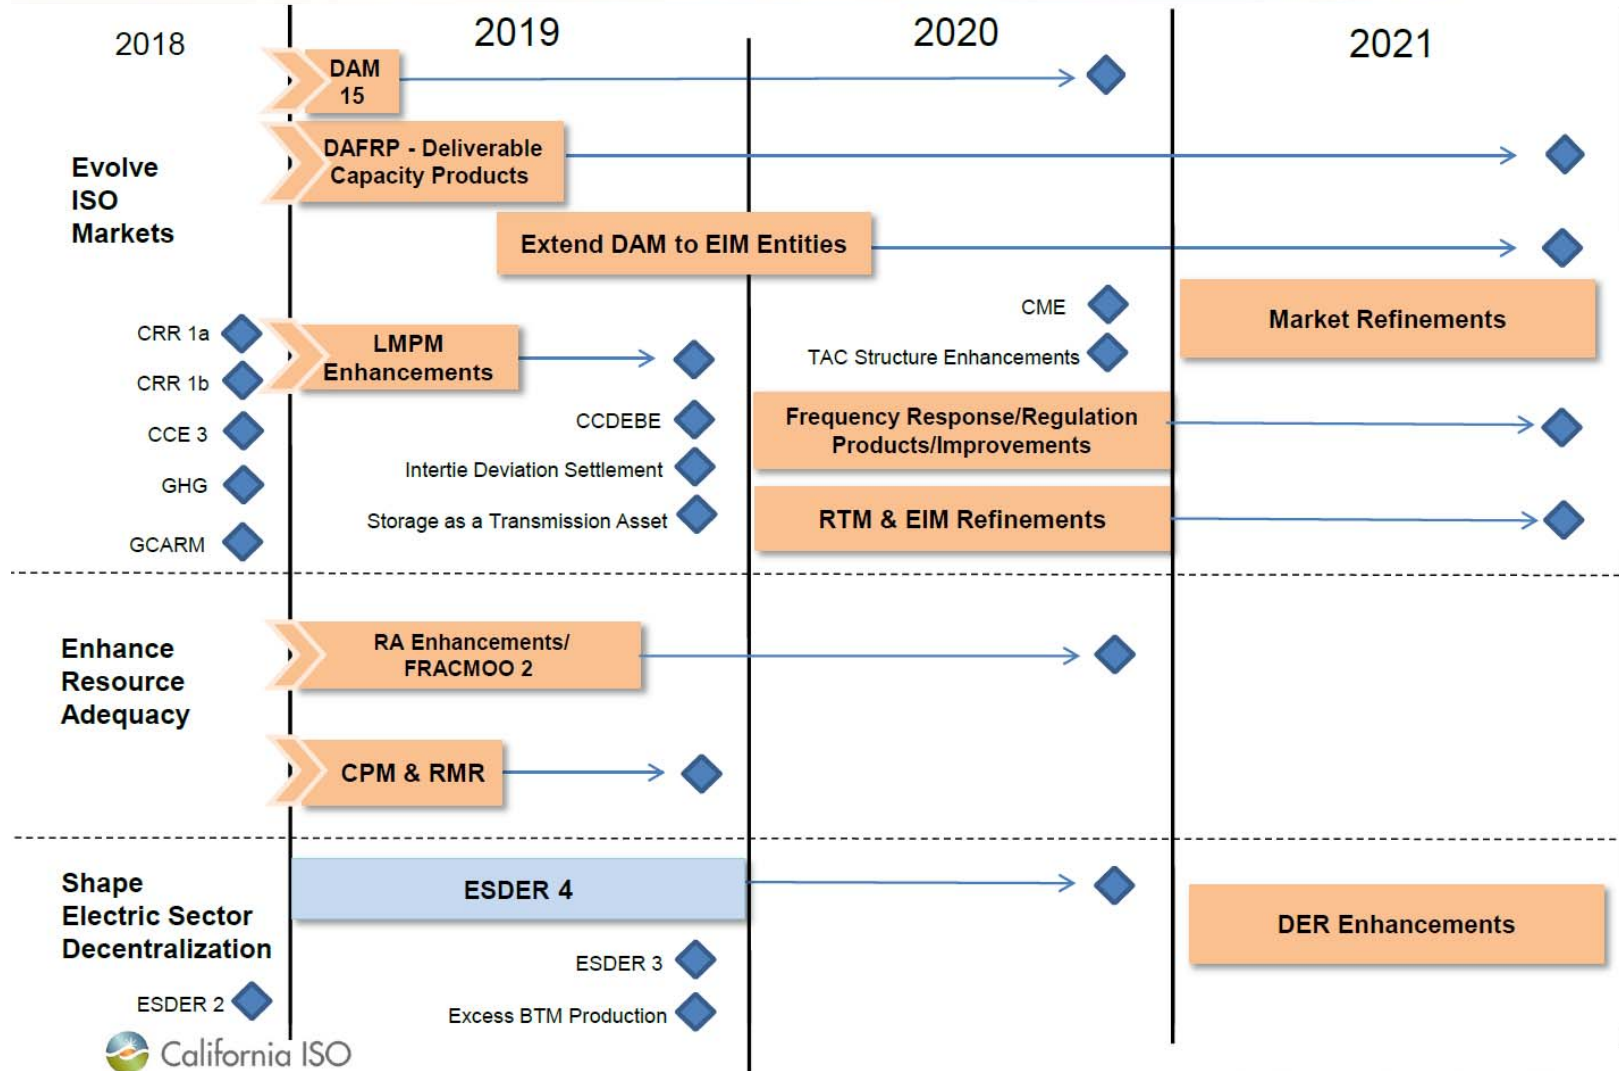 2018
2019
2020
2021
DAM
15
DAFRP - Deliverable
Capacity Products
Evolve
ISO
Markets
Extend DAM to EIM Entities
CME
Market Refinements
CRR 1a
LMPM
Enhancements
TAC Structure Enhancements
CRR 1b
CCDEBE
Frequency Response/Regulation
Products/Improvements
CCE 3
Intertie Deviation Settlement
GHG
Storage as a Transmission Asset
RTM & EIM Refinements
GCARM
Enhance
Resource
Adequacy
RA Enhancements/
FRACMOO 2
CPM & RMR
Shape
Electric Sector
Decentralization
ESDER 4
DER Enhancements
ESDER 3
ESDER 2
Excess BTM Production
California ISO